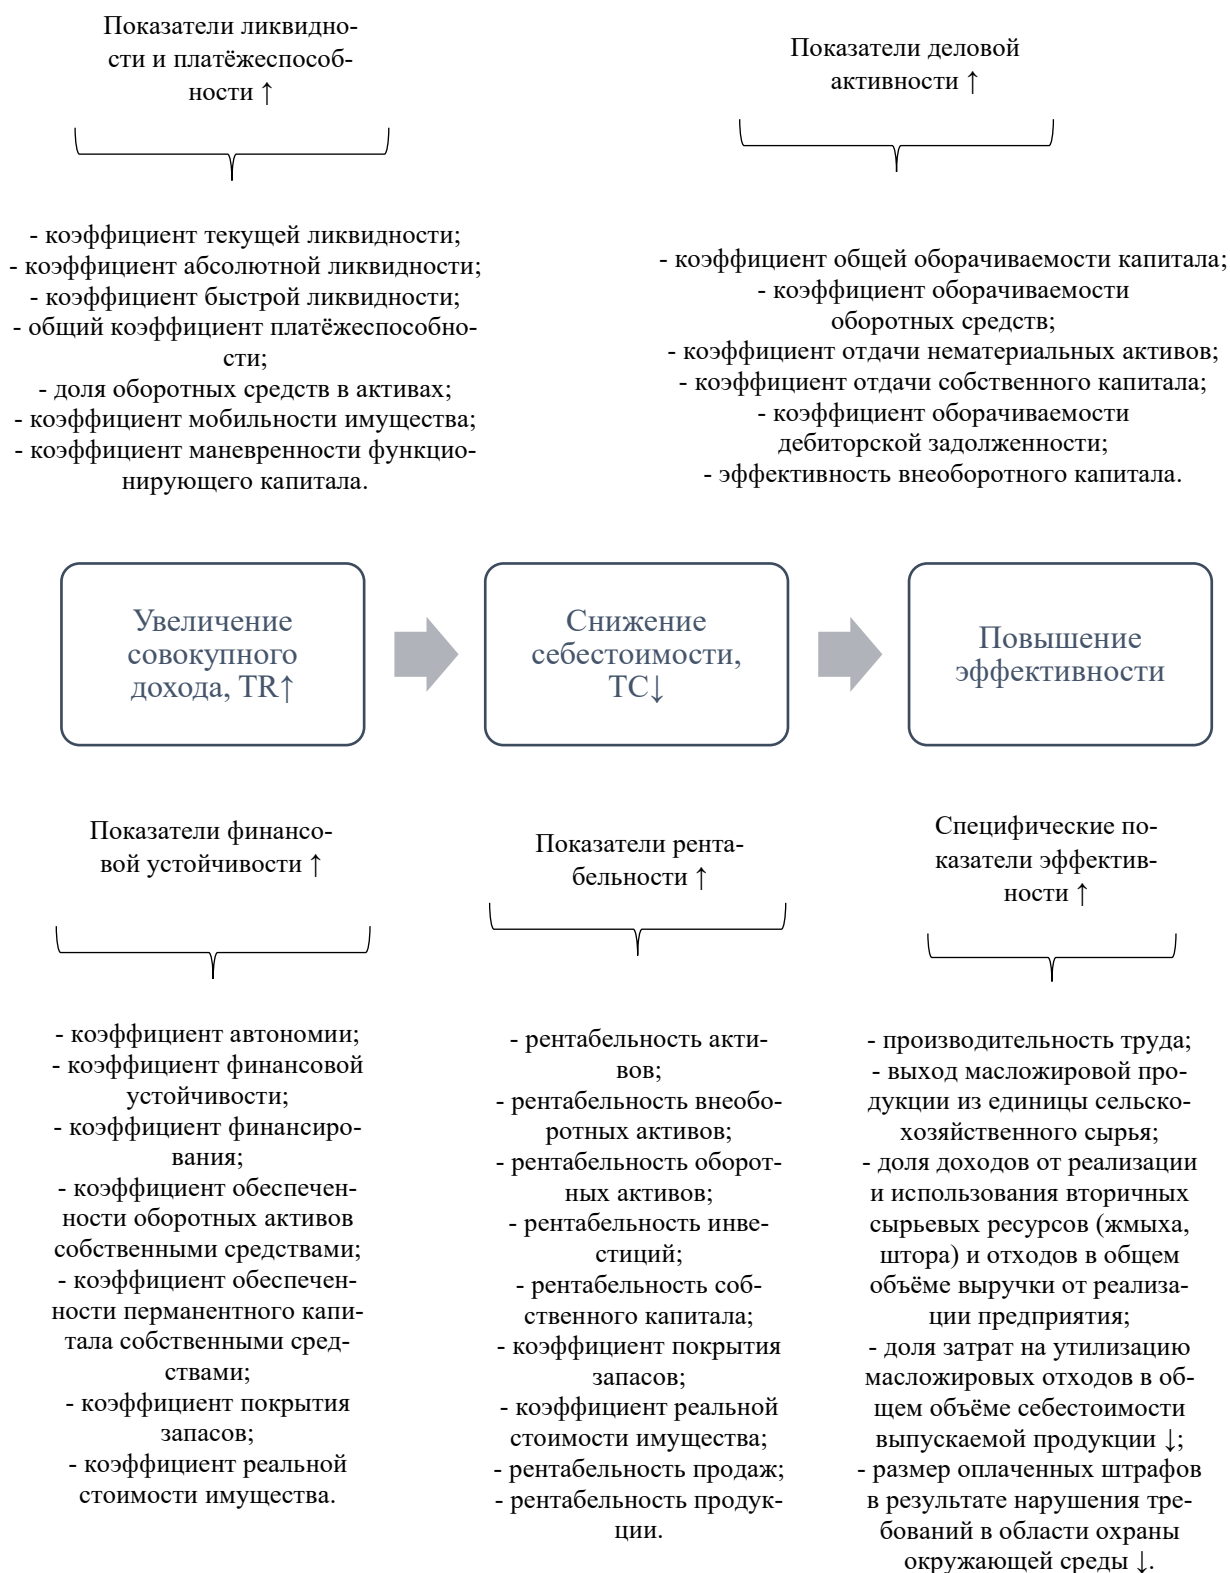 Показатели ликвидно-
сти и платёжеспособ-
ности ↑
Показатели деловой
активности ↑
- коэффициент текущей ликвидности;
- коэффициент абсолютной ликвидности;
- коэффициент быстрой ликвидности;
- общий коэффициент платёжеспособно-
сти;
- доля оборотных средств в активах;
- коэффициент мобильности имущества;
- коэффициент маневренности функцио-
нирующего капитала.
- коэффициент общей оборачиваемости капитала;
- коэффициент оборачиваемости
оборотных средств;
- коэффициент отдачи нематериальных активов;
- коэффициент отдачи собственного капитала;
- коэффициент оборачиваемости
дебиторской задолженности;
- эффективность внеоборотного капитала.
Увеличение
совокупного
дохода, TR↑
Снижение
себестоимости,
TC↓
Повышение
эффективности
Показатели финансо-
вой устойчивости ↑
Показатели рента-
бельности ↑
Специфические по-
казатели эффектив-
ности ↑
- коэффициент автономии;
- коэффициент финансовой
устойчивости;
- коэффициент финансиро-
вания;
- коэффициент обеспечен-
ности оборотных активов
собственными средствами;
- коэффициент обеспечен-
ности перманентного капи-
тала собственными сред-
ствами;
- коэффициент покрытия
запасов;
- коэффициент реальной
стоимости имущества.
- рентабельность акти-
вов;
- рентабельность внеобо-
ротных активов;
- рентабельность оборот-
ных активов;
- рентабельность инве-
стиций;
- рентабельность соб-
ственного капитала;
- коэффициент покрытия
запасов;
- коэффициент реальной
стоимости имущества;
- рентабельность продаж;
- рентабельность продук-
ции.
- производительность труда;
- выход масложировой про-
дукции из единицы сельско-
хозяйственного сырья;
- доля доходов от реализации
и использования вторичных
сырьевых ресурсов (жмыха,
штора) и отходов в общем
объёме выручки от реализа-
ции предприятия;
- доля затрат на утилизацию
масложировых отходов в об-
щем объёме себестоимости
выпускаемой продукции ↓;
- размер оплаченных штрафов
в результате нарушения тре-
бований в области охраны
окружающей среды ↓.